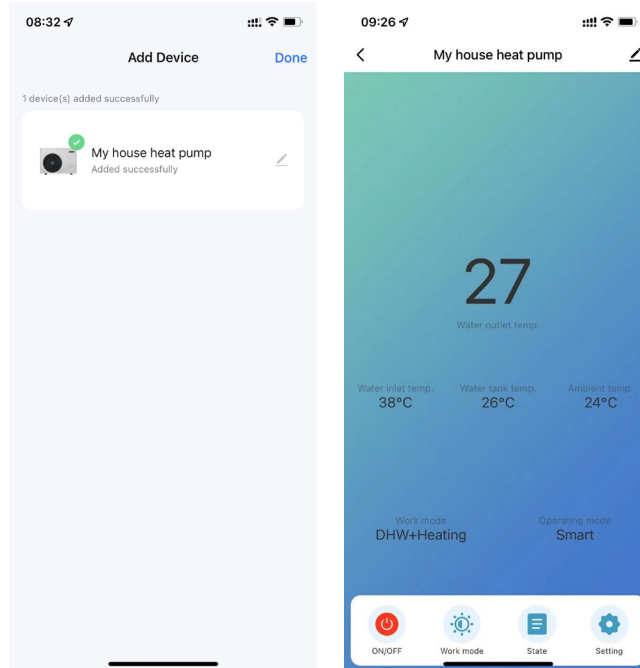 08:32
Add Device
Done
1 device(s) added successfully
My house heat pump
Added successfully
09:26
My house heat pump
27
Water outlet temp.
Water inlet temp.
Water tank temp.
Ambient temp.
38°C
26°C
24°C
Work mode
Operating mode
DHW+Heating
Smart
ON/OFF
Work mode
State
Setting